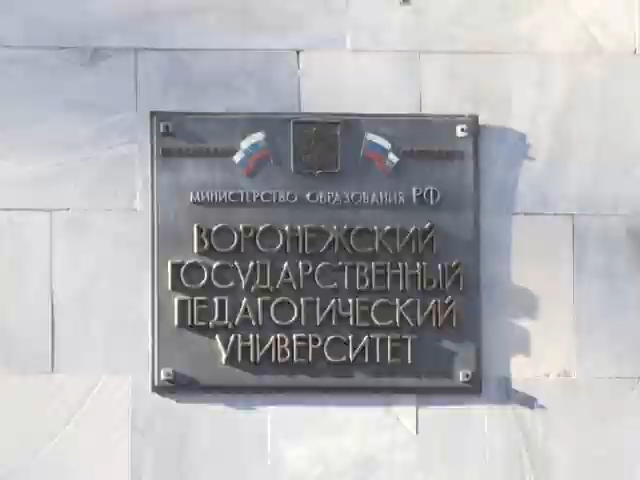 МИНИСТЕРСТВО ОБРАЗОВАНИЯ РФ
ВОРОНЕЖСКИЙ
ГОСУДАРСТВЕННЫЙ
ПЕДАГОГИЧЕСКИЙ
УНИВЕРСИТЕТ